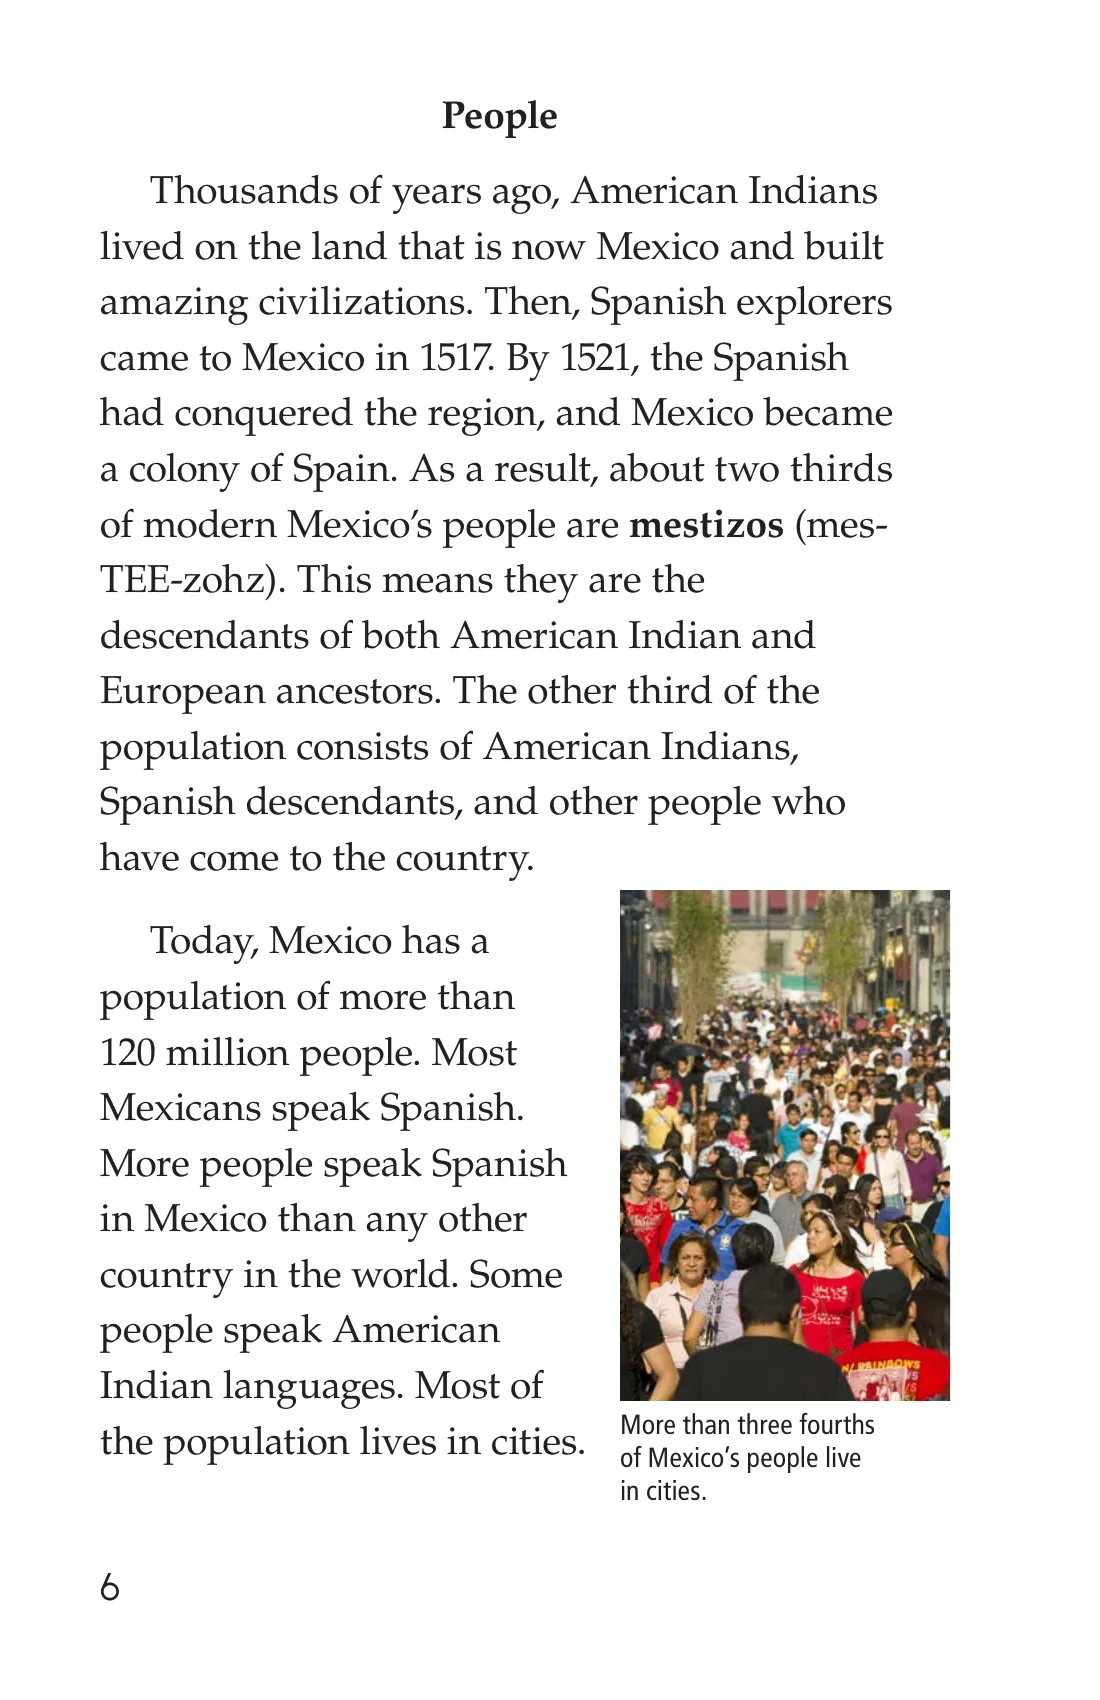 People
Thousands of years ago, American Indians
lived on the land that is now Mexico and built
amazing civilizations. Then, Spanish explorers
came to Mexico in 1517. By 1521, the Spanish
had conquered the region, and Mexico became
a colony of Spain. As a result, about two thirds
of modern Mexico’s people are mestizos (mes-
TEE-zohz). This means they are the
descendants of both American Indian and
European ancestors. The other third of the
population consists of American Indians,
Spanish descendants, and other people who
have come to the country.
Today, Mexico has a
population of more than
120 million people. Most
Mexicans speak Spanish.
More people speak Spanish
in Mexico than any other
country in the world. Some
people speak American
Indian languages. Most of
the population lives in cities.
RAINBOWS
More than three fourths
of Mexico’s people live
in cities.
6